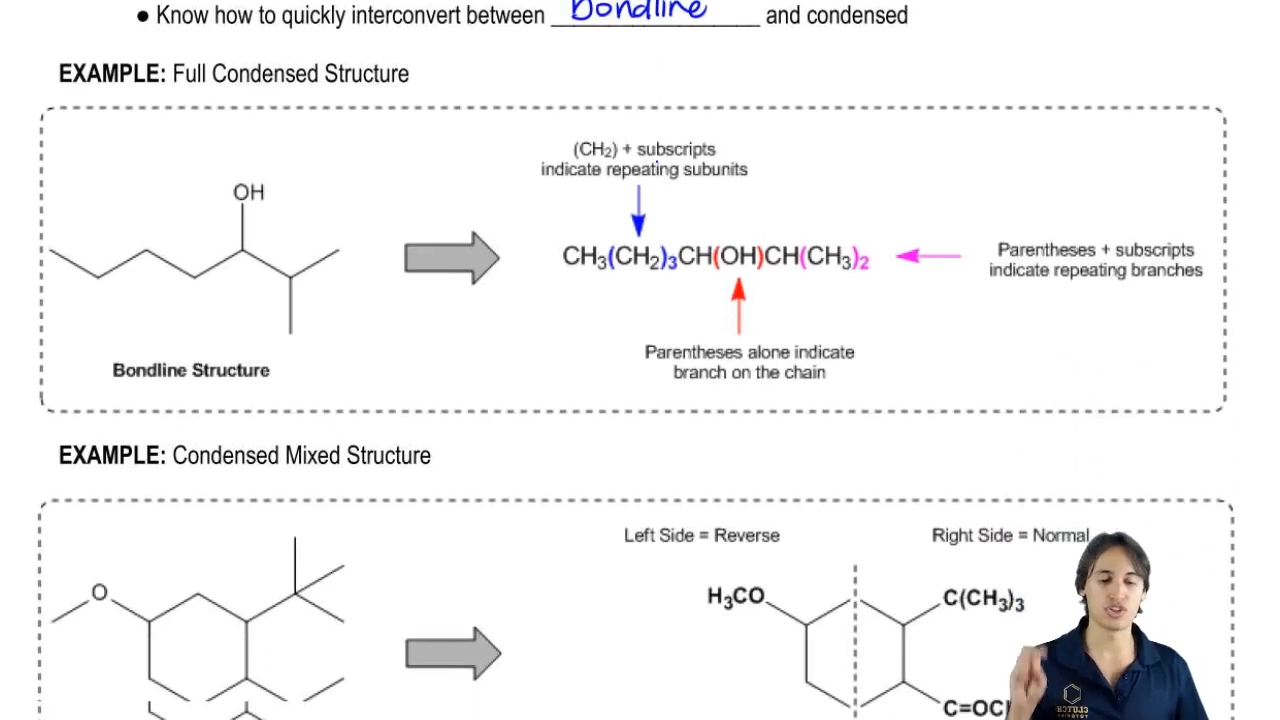 ● Know how to quickly interconvert between bondline and condensed
EXAMPLE: Full Condensed Structure
(CH₂) + subscripts
indicate repeating subunits
OH
CH₃(CH₂)₃CH(OH)CH(CH₃)₂
Parentheses + subscripts
indicate repeating branches
Parentheses alone indicate
branch on the chain
Bondline Structure
EXAMPLE: Condensed Mixed Structure
Left Side = Reverse
Right Side = Normal
O
H₃CO
C(CH₃)₃
C=OC